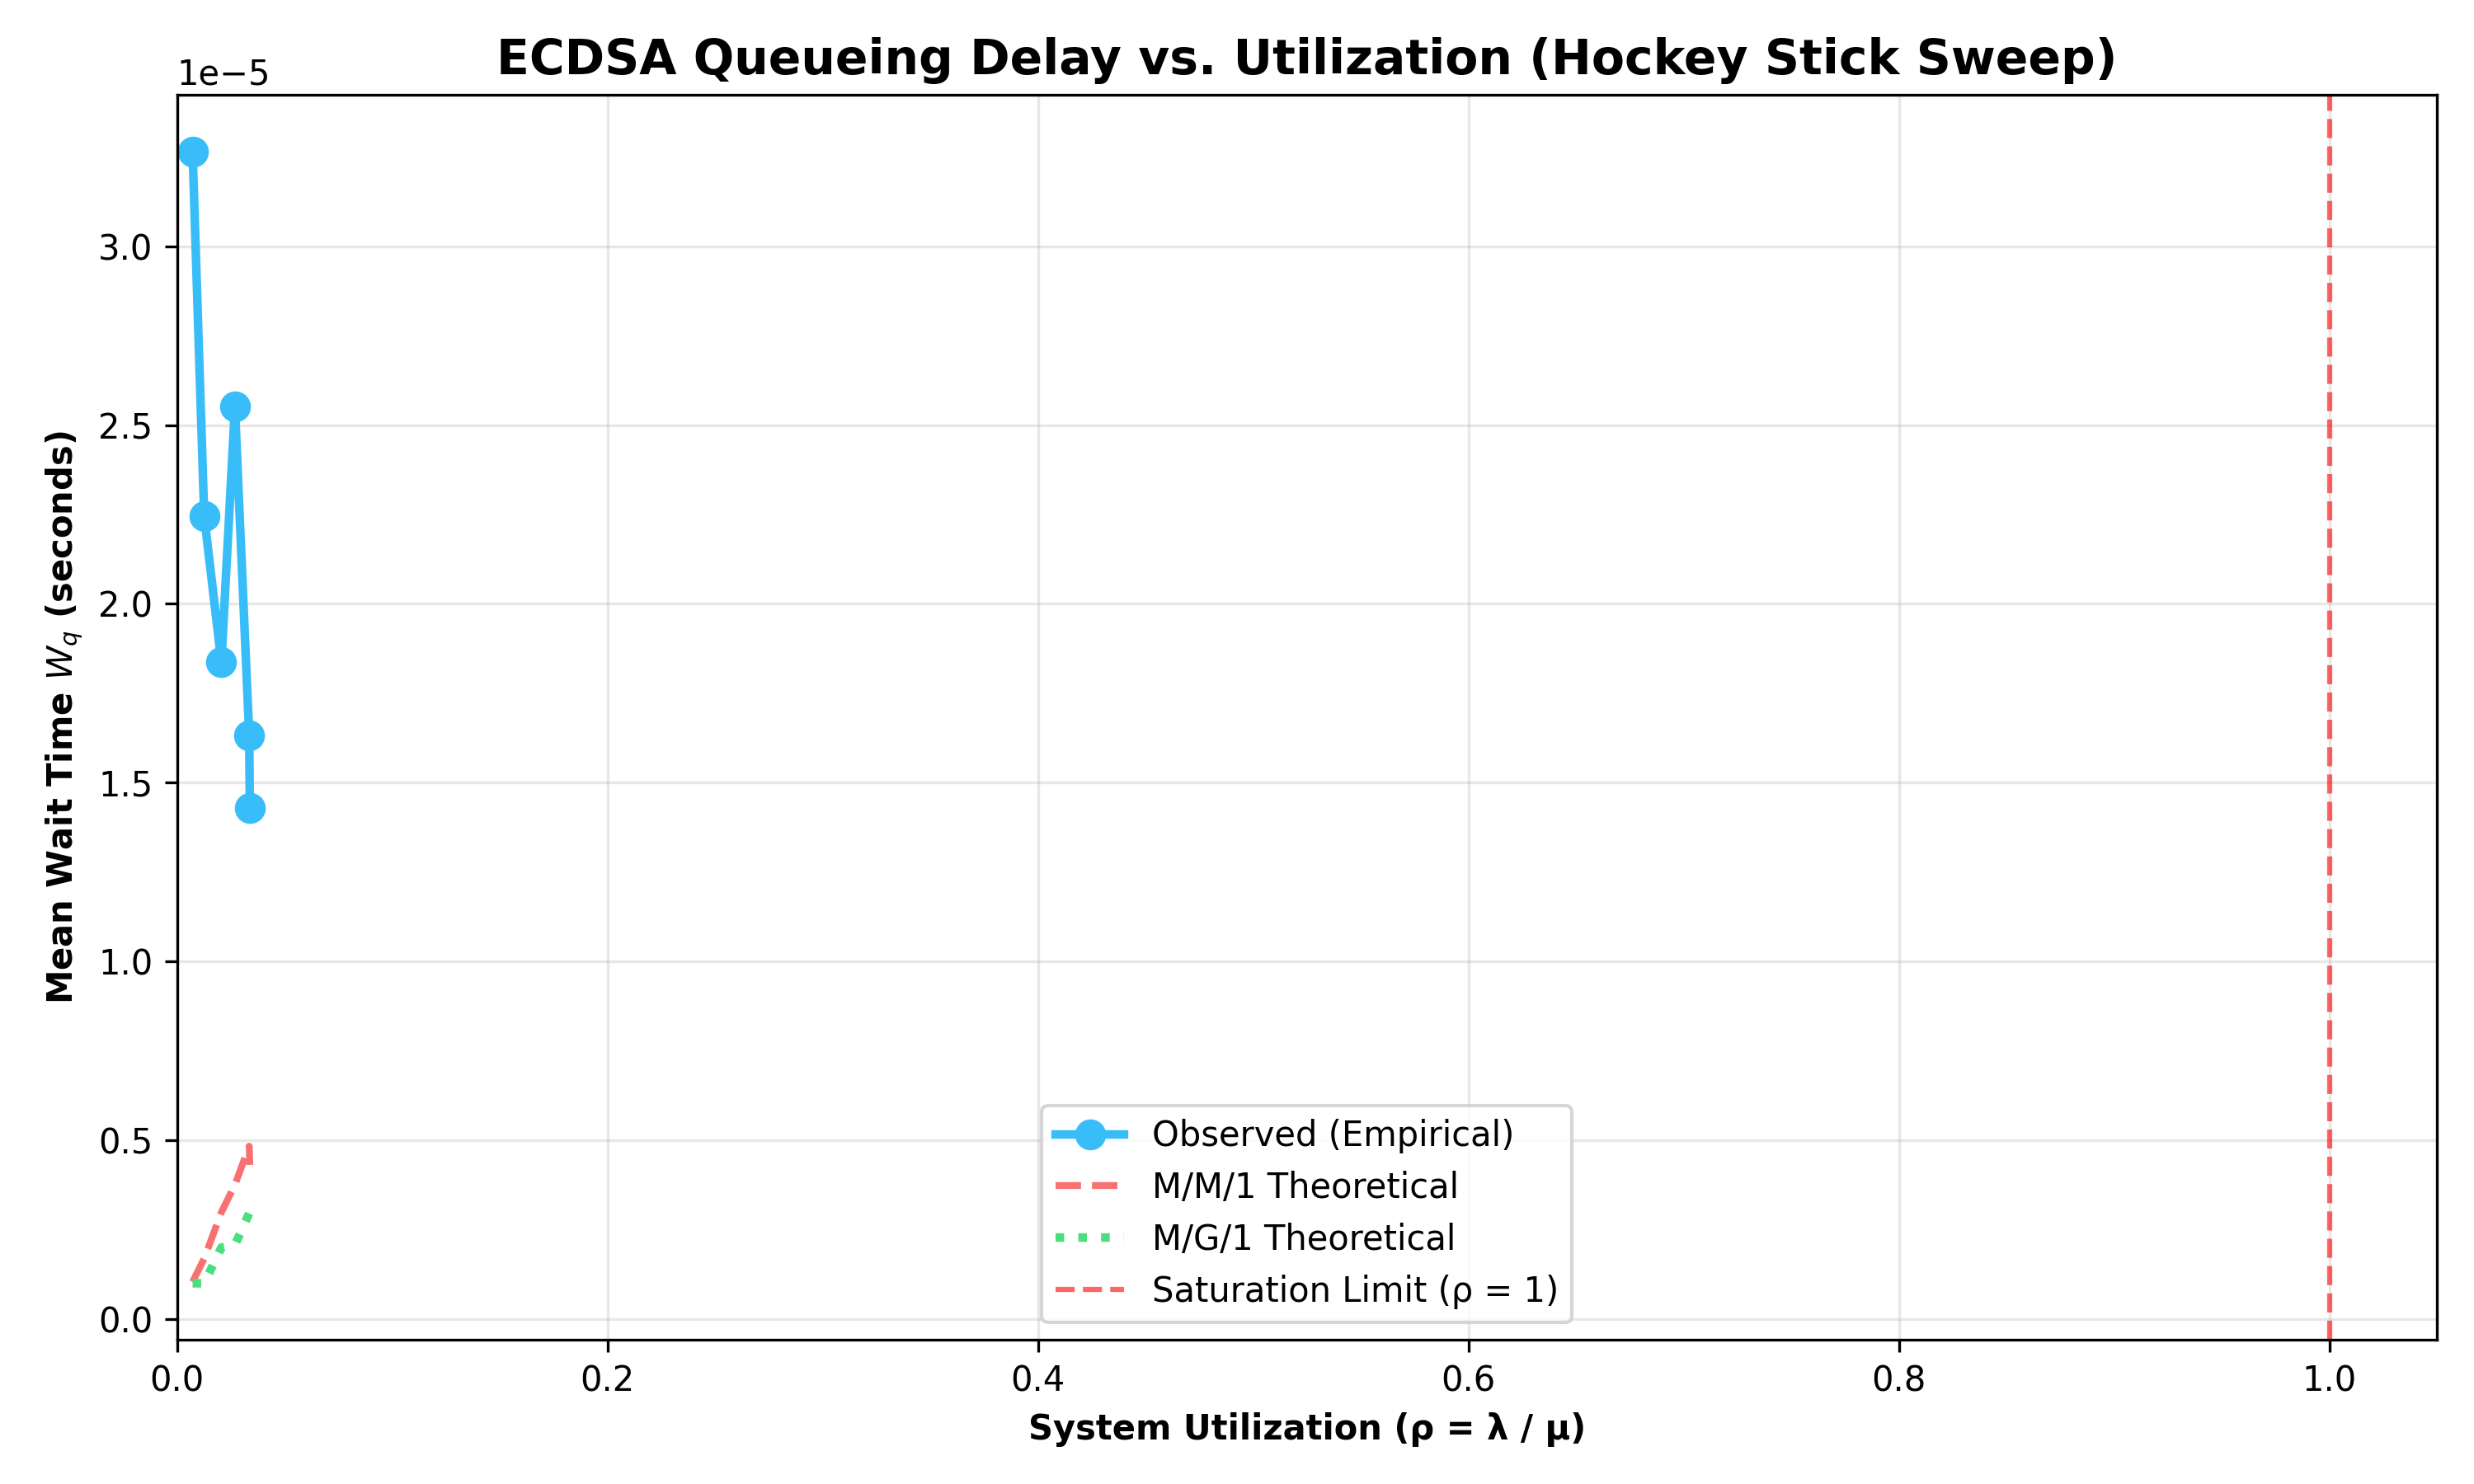 ECDSA Queueing Delay vs. Utilization (Hockey Stick Sweep)
1e−5
Mean Wait Time W_q (seconds)
3.0
2.5
2.0
1.5
1.0
0.5
0.0
Observed (Empirical)
M/M/1 Theoretical
M/G/1 Theoretical
Saturation Limit (ρ = 1)
0.0 0.2 0.4 0.6 0.8 1.0
System Utilization (ρ = λ / μ)